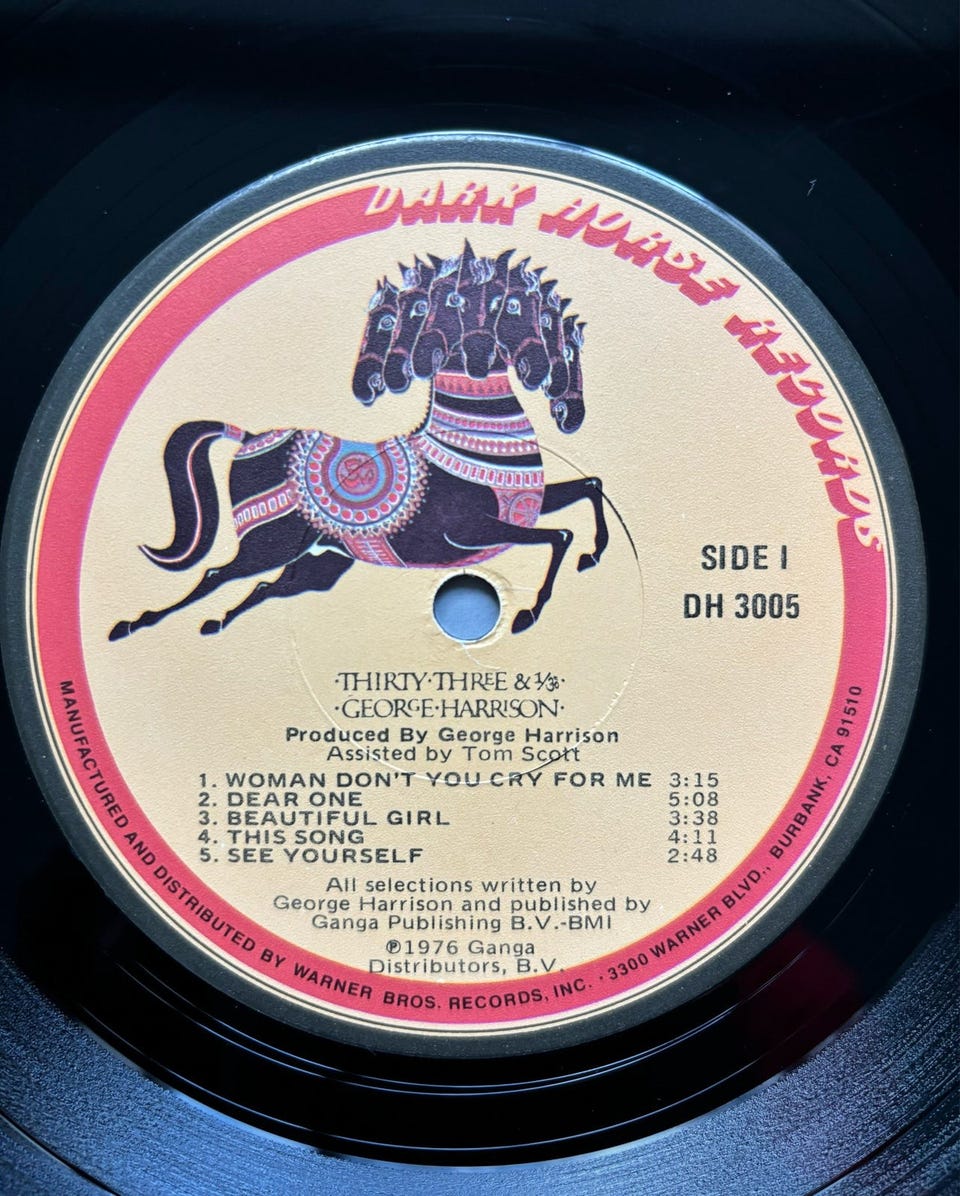 DARK HORSE RECORDS
SIDE 1
DH 3005
·THIRTY·THREE & 1/3·
·GEORGE·HARRISON·
Produced By George Harrison
Assisted by Tom Scott
1. WOMAN DON'T YOU CRY FOR ME 3:15
2. DEAR ONE 5:08
3. BEAUTIFUL GIRL 3:38
4. THIS SONG 4:11
5. SEE YOURSELF 2:48
All selections written by
George Harrison and published by
Ganga Publishing B.V.-BMI
℗1976 Ganga
Distributors, B.V.
MANUFACTURED AND DISTRIBUTED BY WARNER BROS. RECORDS, INC. · 3300 WARNER BLVD., BURBANK, CA 91510